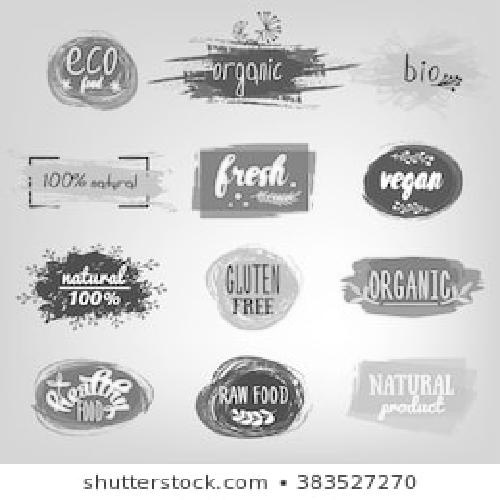 eco
food
organic
bio
100% natural
fresh
vegan
natural
100%
GLUTEN
FREE
ORGANIC
healthy
FOOD
RAW FOOD
NATURAL
product
shutterstock.com • 383527270